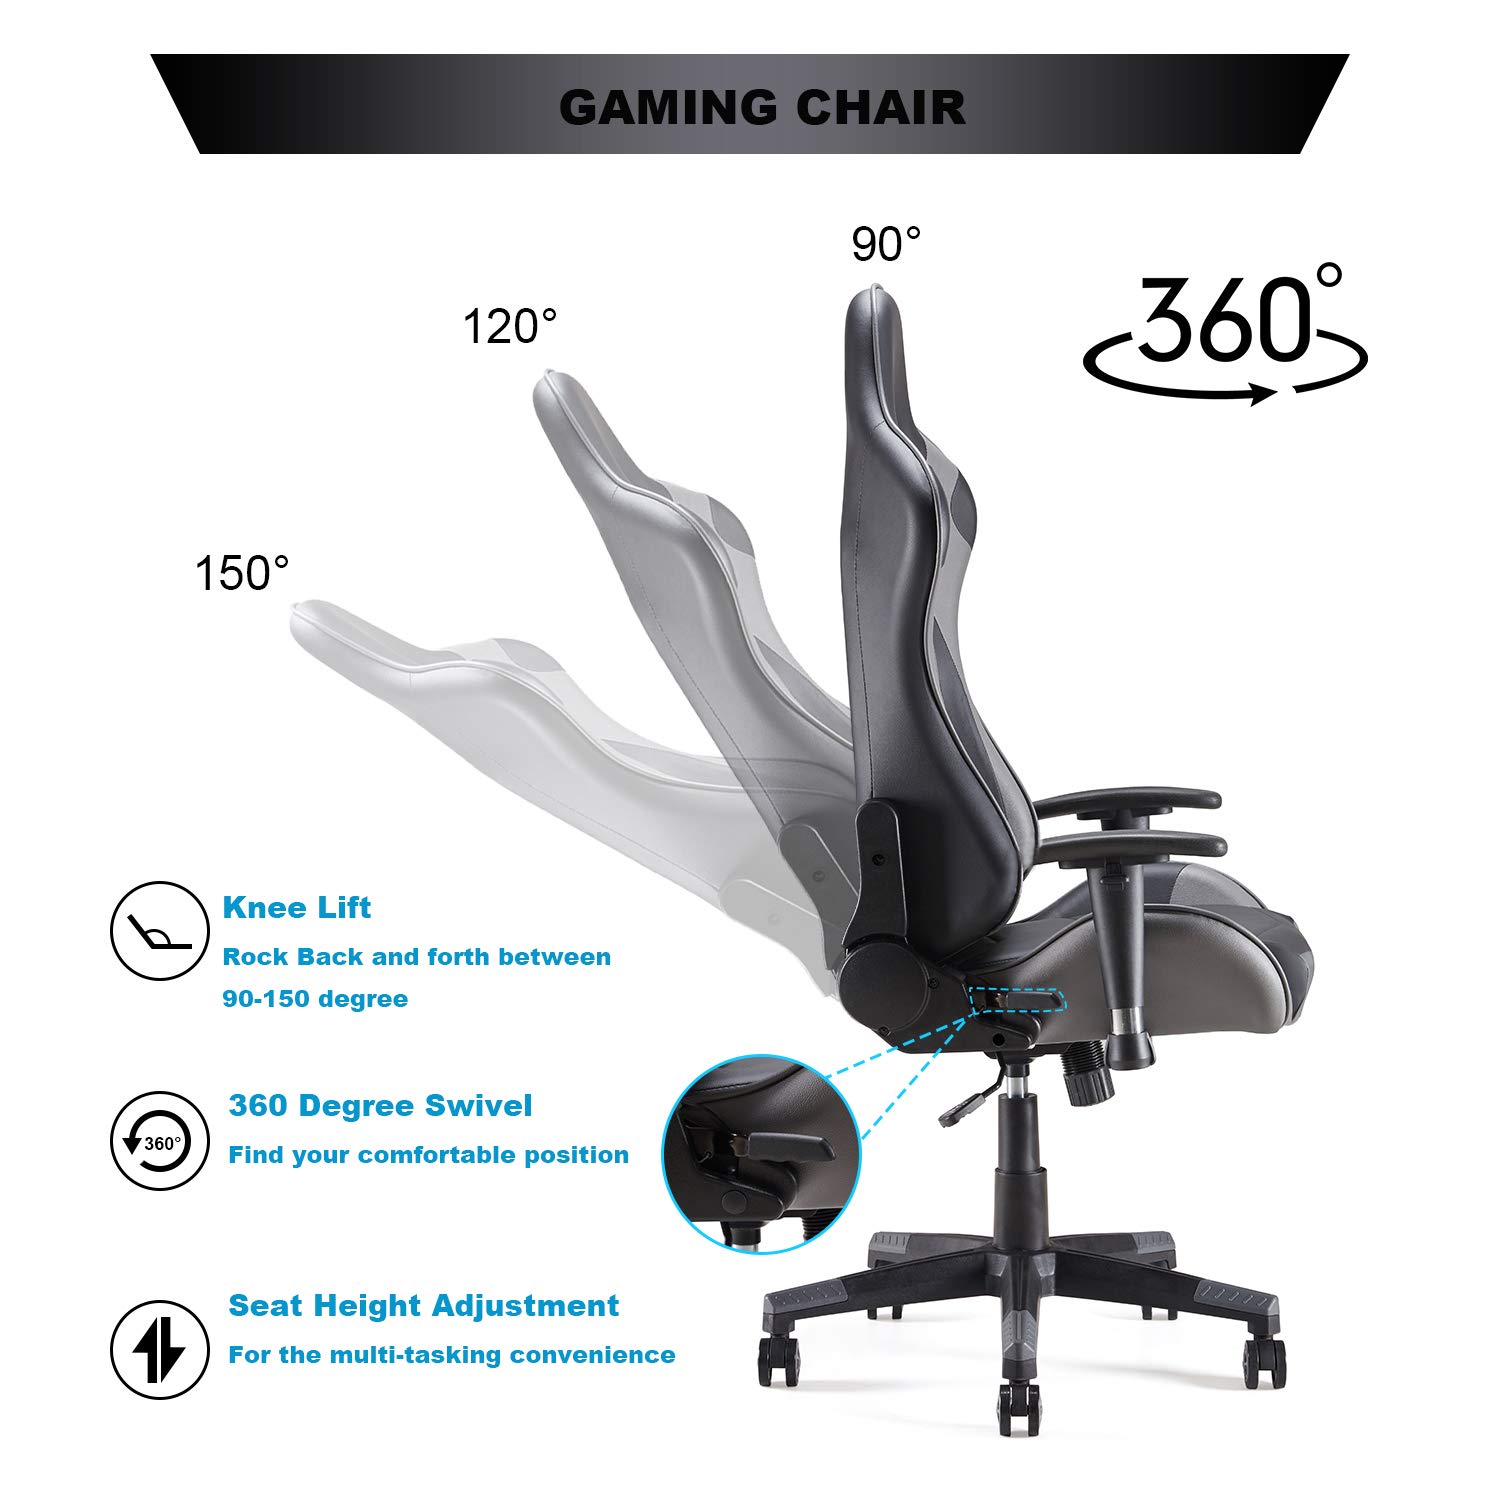 GAMING CHAIR
90°
360°
120°
150°
Knee Lift
Rock Back and forth between
90-150 degree
360°
360 Degree Swivel
Find your comfortable position
Seat Height Adjustment
For the multi-tasking convenience